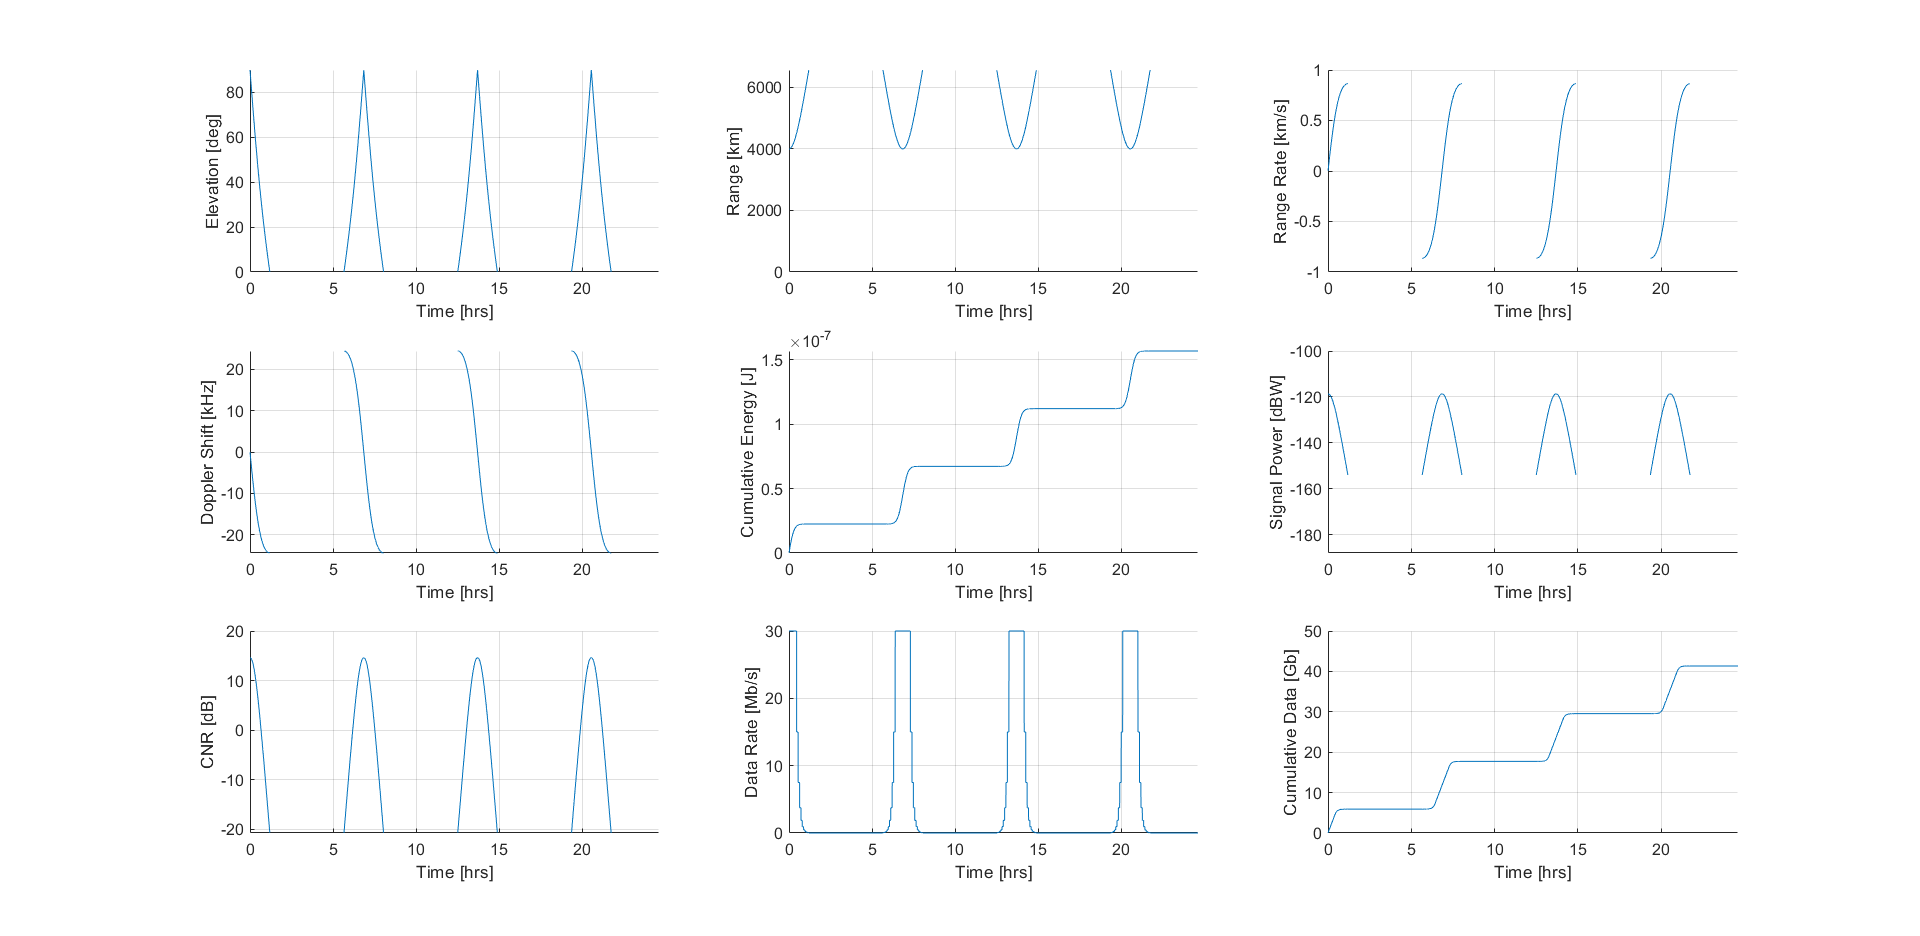 Elevation [deg]
80
60
40
20
0
0 5 10 15 20
Time [hrs]
Range [km]
6000
4000
2000
0
0 5 10 15 20
Time [hrs]
Range Rate [km/s]
1
0.5
0
-0.5
-1
0 5 10 15 20
Time [hrs]
Doppler Shift [kHz]
20
10
0
-10
-20
0 5 10 15 20
Time [hrs]
×10-7
Cumulative Energy [J]
1.5
1
0.5
0
0 5 10 15 20
Time [hrs]
Signal Power [dBW]
-100
-120
-140
-160
-180
0 5 10 15 20
Time [hrs]
CNR [dB]
20
10
0
-10
-20
0 5 10 15 20
Time [hrs]
Data Rate [Mb/s]
30
20
10
0
0 5 10 15 20
Time [hrs]
Cumulative Data [Gb]
50
40
30
20
10
0
0 5 10 15 20
Time [hrs]